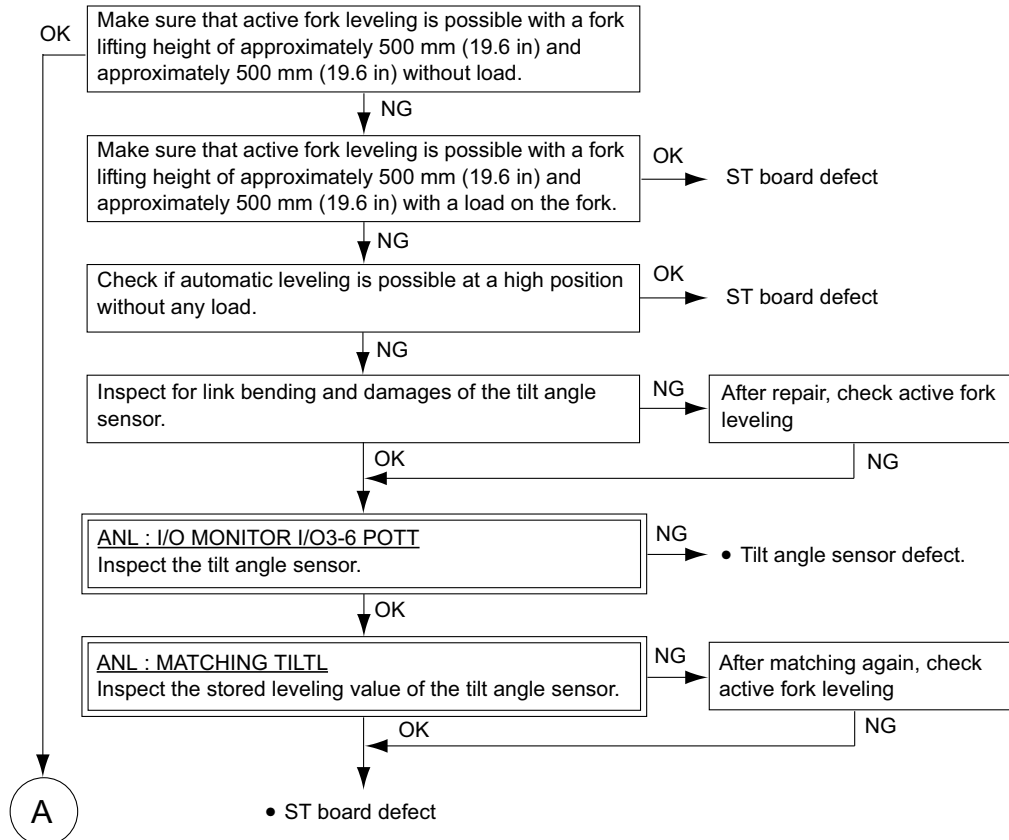 OK
Make sure that active fork leveling is possible with a fork
lifting height of approximately 500 mm (19.6 in) and
approximately 500 mm (19.6 in) without load.
NG
Make sure that active fork leveling is possible with a fork
lifting height of approximately 500 mm (19.6 in) and
approximately 500 mm (19.6 in) with a load on the fork.
OK
ST board defect
NG
Check if automatic leveling is possible at a high position
without any load.
OK
ST board defect
NG
Inspect for link bending and damages of the tilt angle
sensor.
NG
After repair, check active fork
leveling
OK
NG
ANL : I/O MONITOR I/O3-6 POTT
Inspect the tilt angle sensor.
NG
• Tilt angle sensor defect.
OK
ANL : MATCHING TILTL
Inspect the stored leveling value of the tilt angle sensor.
NG
After matching again, check
active fork leveling
OK
NG
A
• ST board defect